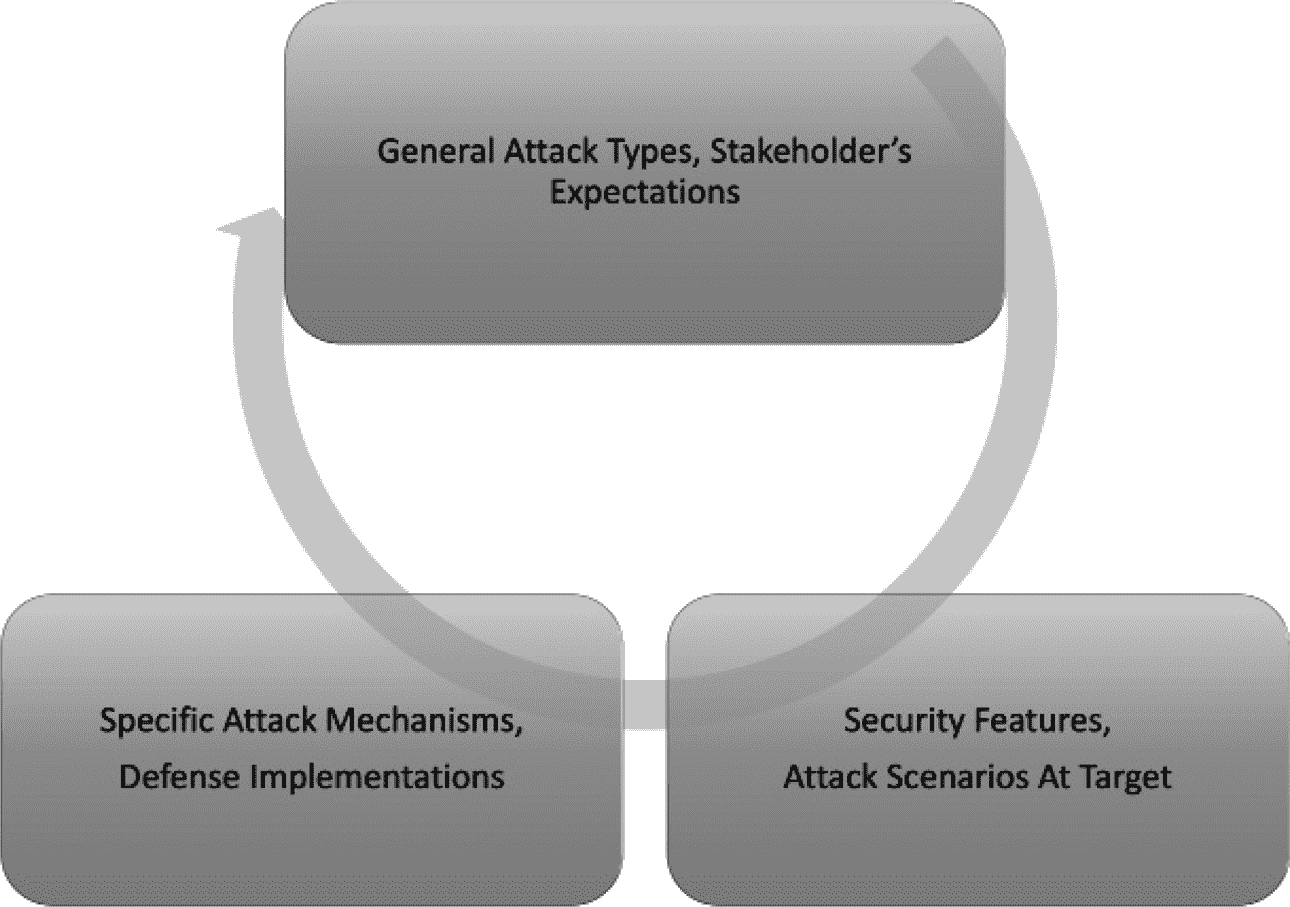 General Attack Types, Stakeholder’s
Expectations
Specific Attack Mechanisms,
Defense Implementations
Security Features,
Attack Scenarios At Target